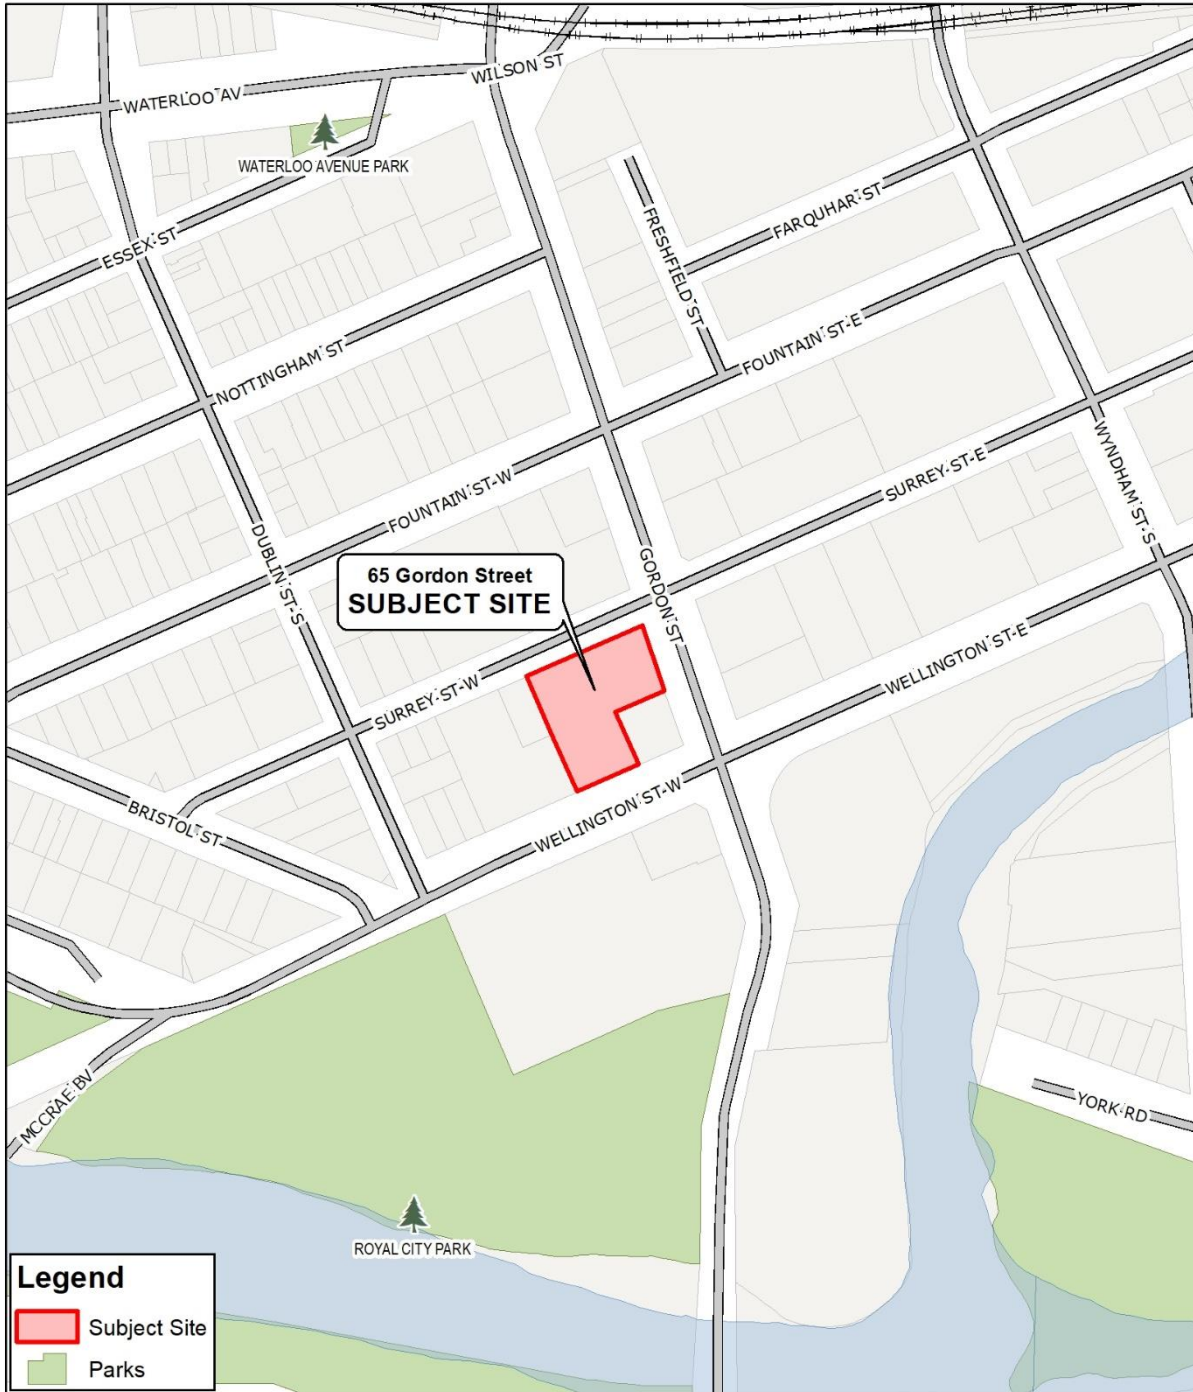 WILSON ST
WATERLOO AV
WATERLOO AVENUE PARK
FARQUHAR ST
FRESHFIELD ST
ESSEX ST
FOUNTAIN ST E
NOTTINGHAM ST
SURREY ST E
WYNDHAM ST S
FOUNTAIN ST W
DUBLIN ST S
GORDON ST
65 Gordon Street
SUBJECT SITE
WELLINGTON ST E
SURREY ST W
WELLINGTON ST W
BRISTOL ST
MCCRAE BV
YORK RD
ROYAL CITY PARK
Legend
Subject Site
Parks